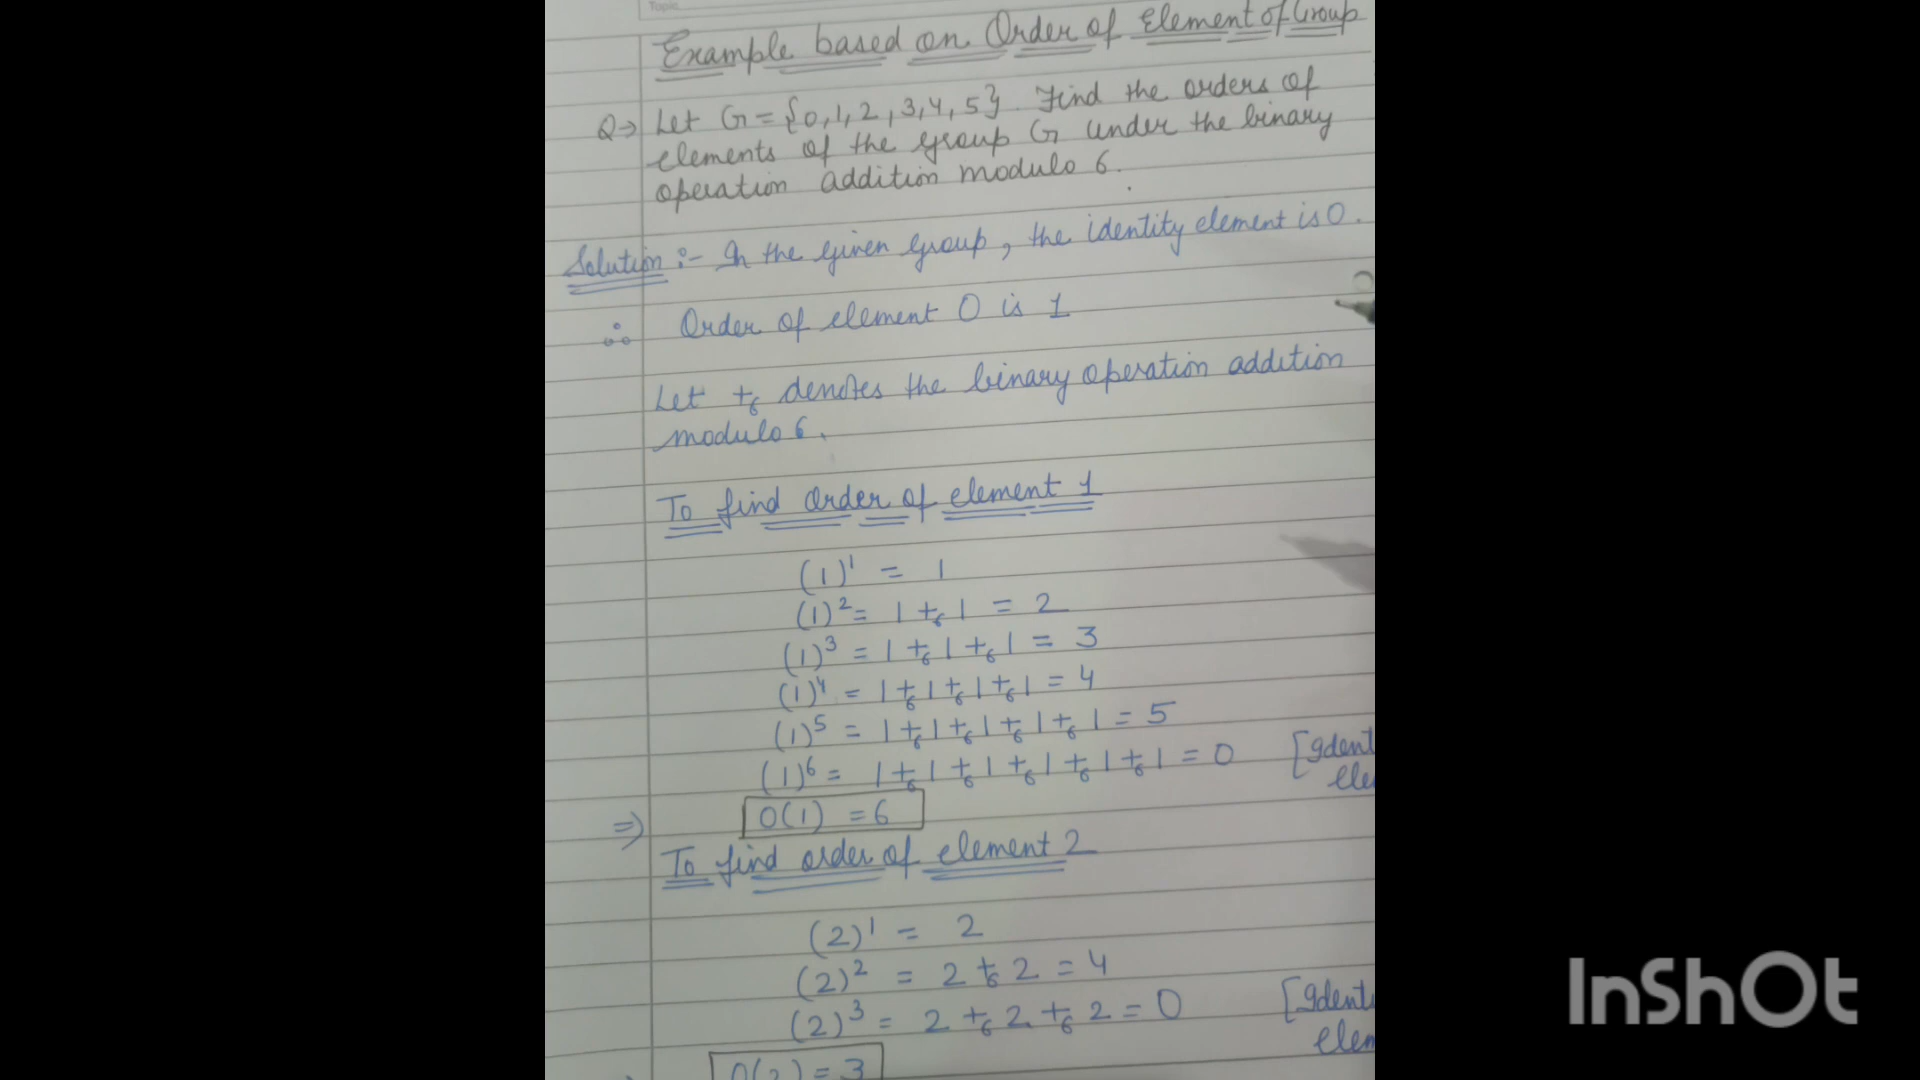 Topic
Example based on Order of Element of Group
Q→ Let G = {0, 1, 2, 3, 4, 5}. Find the orders of
elements of the group G under the binary
operation addition modulo 6.
Solution :- In the given group, the identity element is 0.
∴ Order of element 0 is 1
Let +₆ denotes the binary operation addition
modulo 6.
To find order of element 1
(1)¹ = 1
(1)² = 1 +₆ 1 = 2
(1)³ = 1 +₆ 1 +₆ 1 = 3
(1)⁴ = 1 +₆ 1 +₆ 1 +₆ 1 = 4
(1)⁵ = 1 +₆ 1 +₆ 1 +₆ 1 +₆ 1 = 5
(1)⁶ = 1 +₆ 1 +₆ 1 +₆ 1 +₆ 1 +₆ 1 = 0 [Ident
ele
⇒ O(1) = 6
To find order of element 2
(2)¹ = 2
(2)² = 2 +₆ 2 = 4
(2)³ = 2 +₆ 2 +₆ 2 = 0 [Ident
elem
O(2) = 3
InShOt